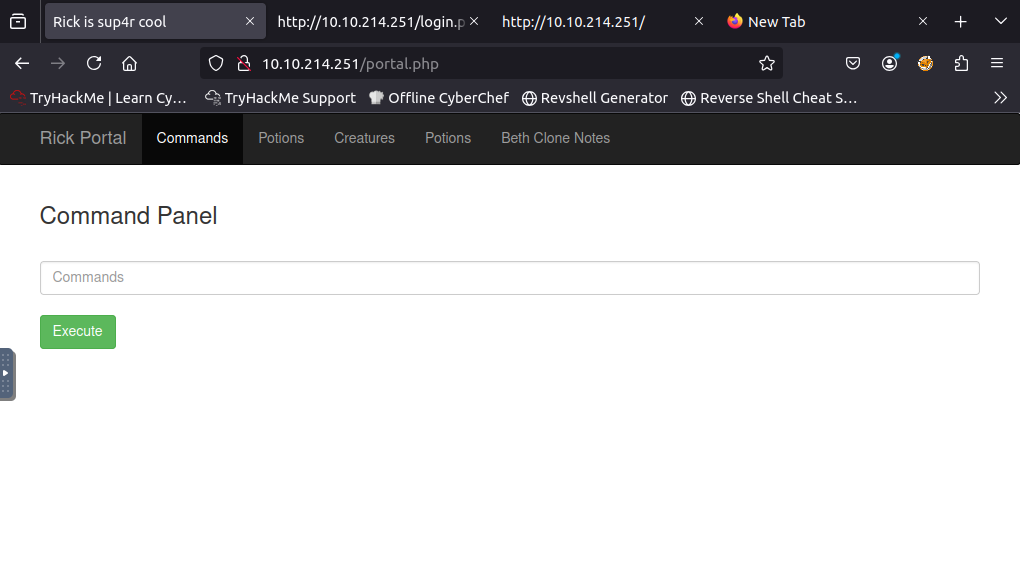 Rick is sup4r cool
http://10.10.214.251/login.p
http://10.10.214.251/
New Tab
10.10.214.251/portal.php
TryHackMe | Learn Cy… TryHackMe Support Offline CyberChef Revshell Generator Reverse Shell Cheat S…
Rick Portal Commands Potions Creatures Potions Beth Clone Notes
Command Panel
Commands
Execute